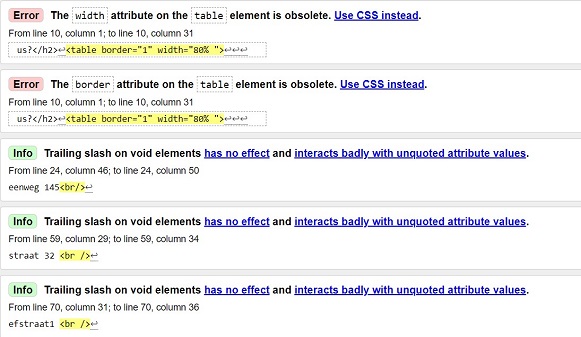 Error The width attribute on the table element is obsolete. Use CSS instead.
From line 10, column 1; to line 10, column 31
us?</h2>↩<table border="1" width="80% ">↩↩↩
Error The border attribute on the table element is obsolete. Use CSS instead.
From line 10, column 1; to line 10, column 31
us?</h2>↩<table border="1" width="80% ">↩↩↩
Info Trailing slash on void elements has no effect and interacts badly with unquoted attribute values.
From line 24, column 46; to line 24, column 50
eenweg 145<br/>↩
Info Trailing slash on void elements has no effect and interacts badly with unquoted attribute values.
From line 59, column 29; to line 59, column 34
straat 32 <br />↩
Info Trailing slash on void elements has no effect and interacts badly with unquoted attribute values.
From line 70, column 31; to line 70, column 36
efstraat1 <br />↩